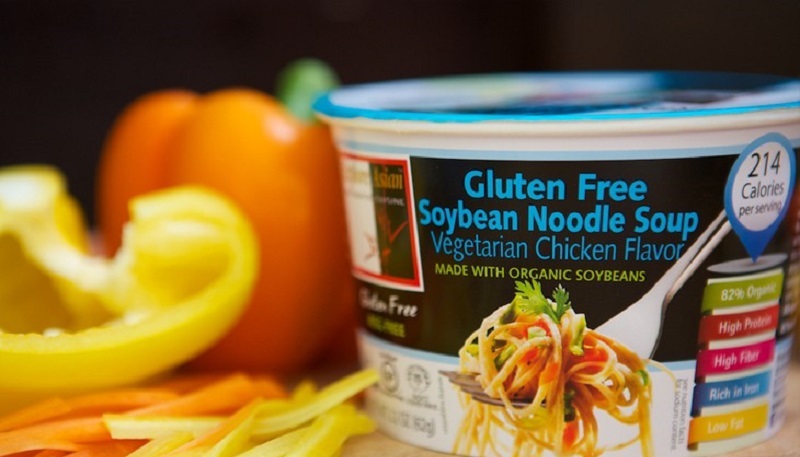 Asian
Gluten Free
Soybean Noodle Soup
Vegetarian Chicken Flavor
MADE WITH ORGANIC SOYBEANS
214
Calories
per serving
Gluten Free
82% Organic
High Protein
High Fiber
Rich in Iron
Low Fat